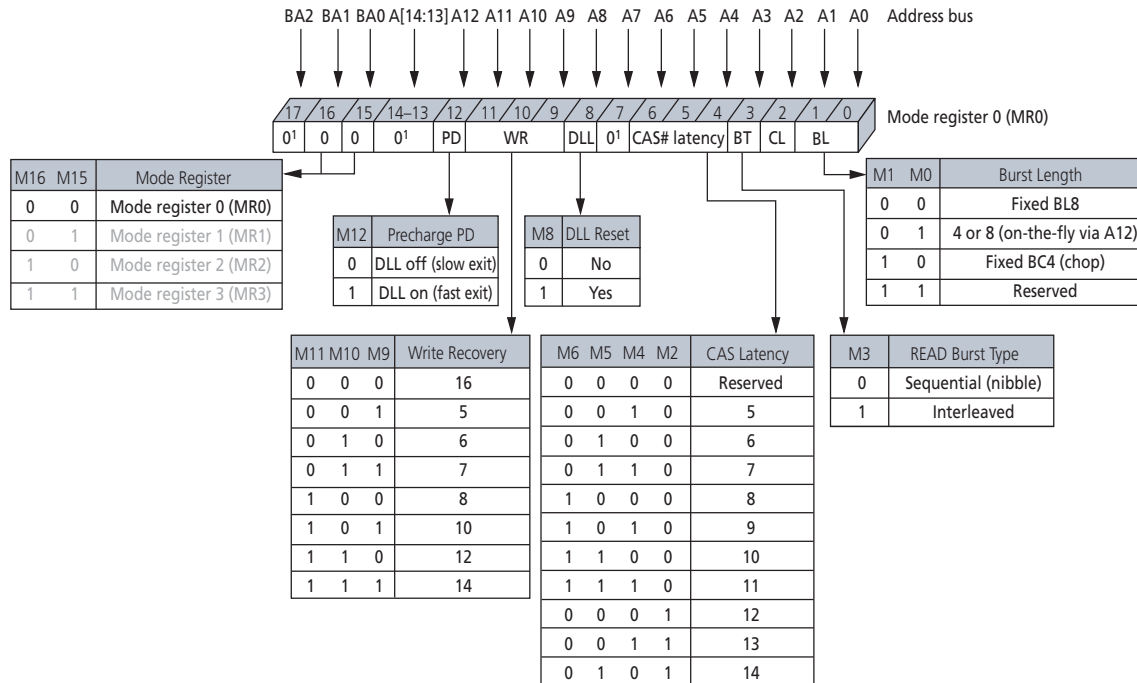 BA2 BA1 BA0 A[14:13] A12 A11 A10 A9 A8 A7 A6 A5 A4 A3 A2 A1 A0 Address bus
17 16 15 14–13 12 11 10 9 8 7 6 5 4 3 2 1 0 Mode register 0 (MR0)
0¹ 0 0 0¹ PD WR DLL 0¹ CAS# latency BT CL BL
M16 M15 Mode Register
0 0 Mode register 0 (MR0)
0 1 Mode register 1 (MR1)
1 0 Mode register 2 (MR2)
1 1 Mode register 3 (MR3)
M12 Precharge PD
0 DLL off (slow exit)
1 DLL on (fast exit)
M8 DLL Reset
0 No
1 Yes
M1 M0 Burst Length
0 0 Fixed BL8
0 1 4 or 8 (on-the-fly via A12)
1 0 Fixed BC4 (chop)
1 1 Reserved
M11 M10 M9 Write Recovery
0 0 0 16
0 0 1 5
0 1 0 6
0 1 1 7
1 0 0 8
1 0 1 10
1 1 0 12
1 1 1 14
M6 M5 M4 M2 CAS Latency
0 0 0 0 Reserved
0 0 1 0 5
0 1 0 0 6
0 1 1 0 7
1 0 0 0 8
1 0 1 0 9
1 1 0 0 10
1 1 1 0 11
0 0 0 1 12
0 0 1 1 13
0 1 0 1 14
M3 READ Burst Type
0 Sequential (nibble)
1 Interleaved